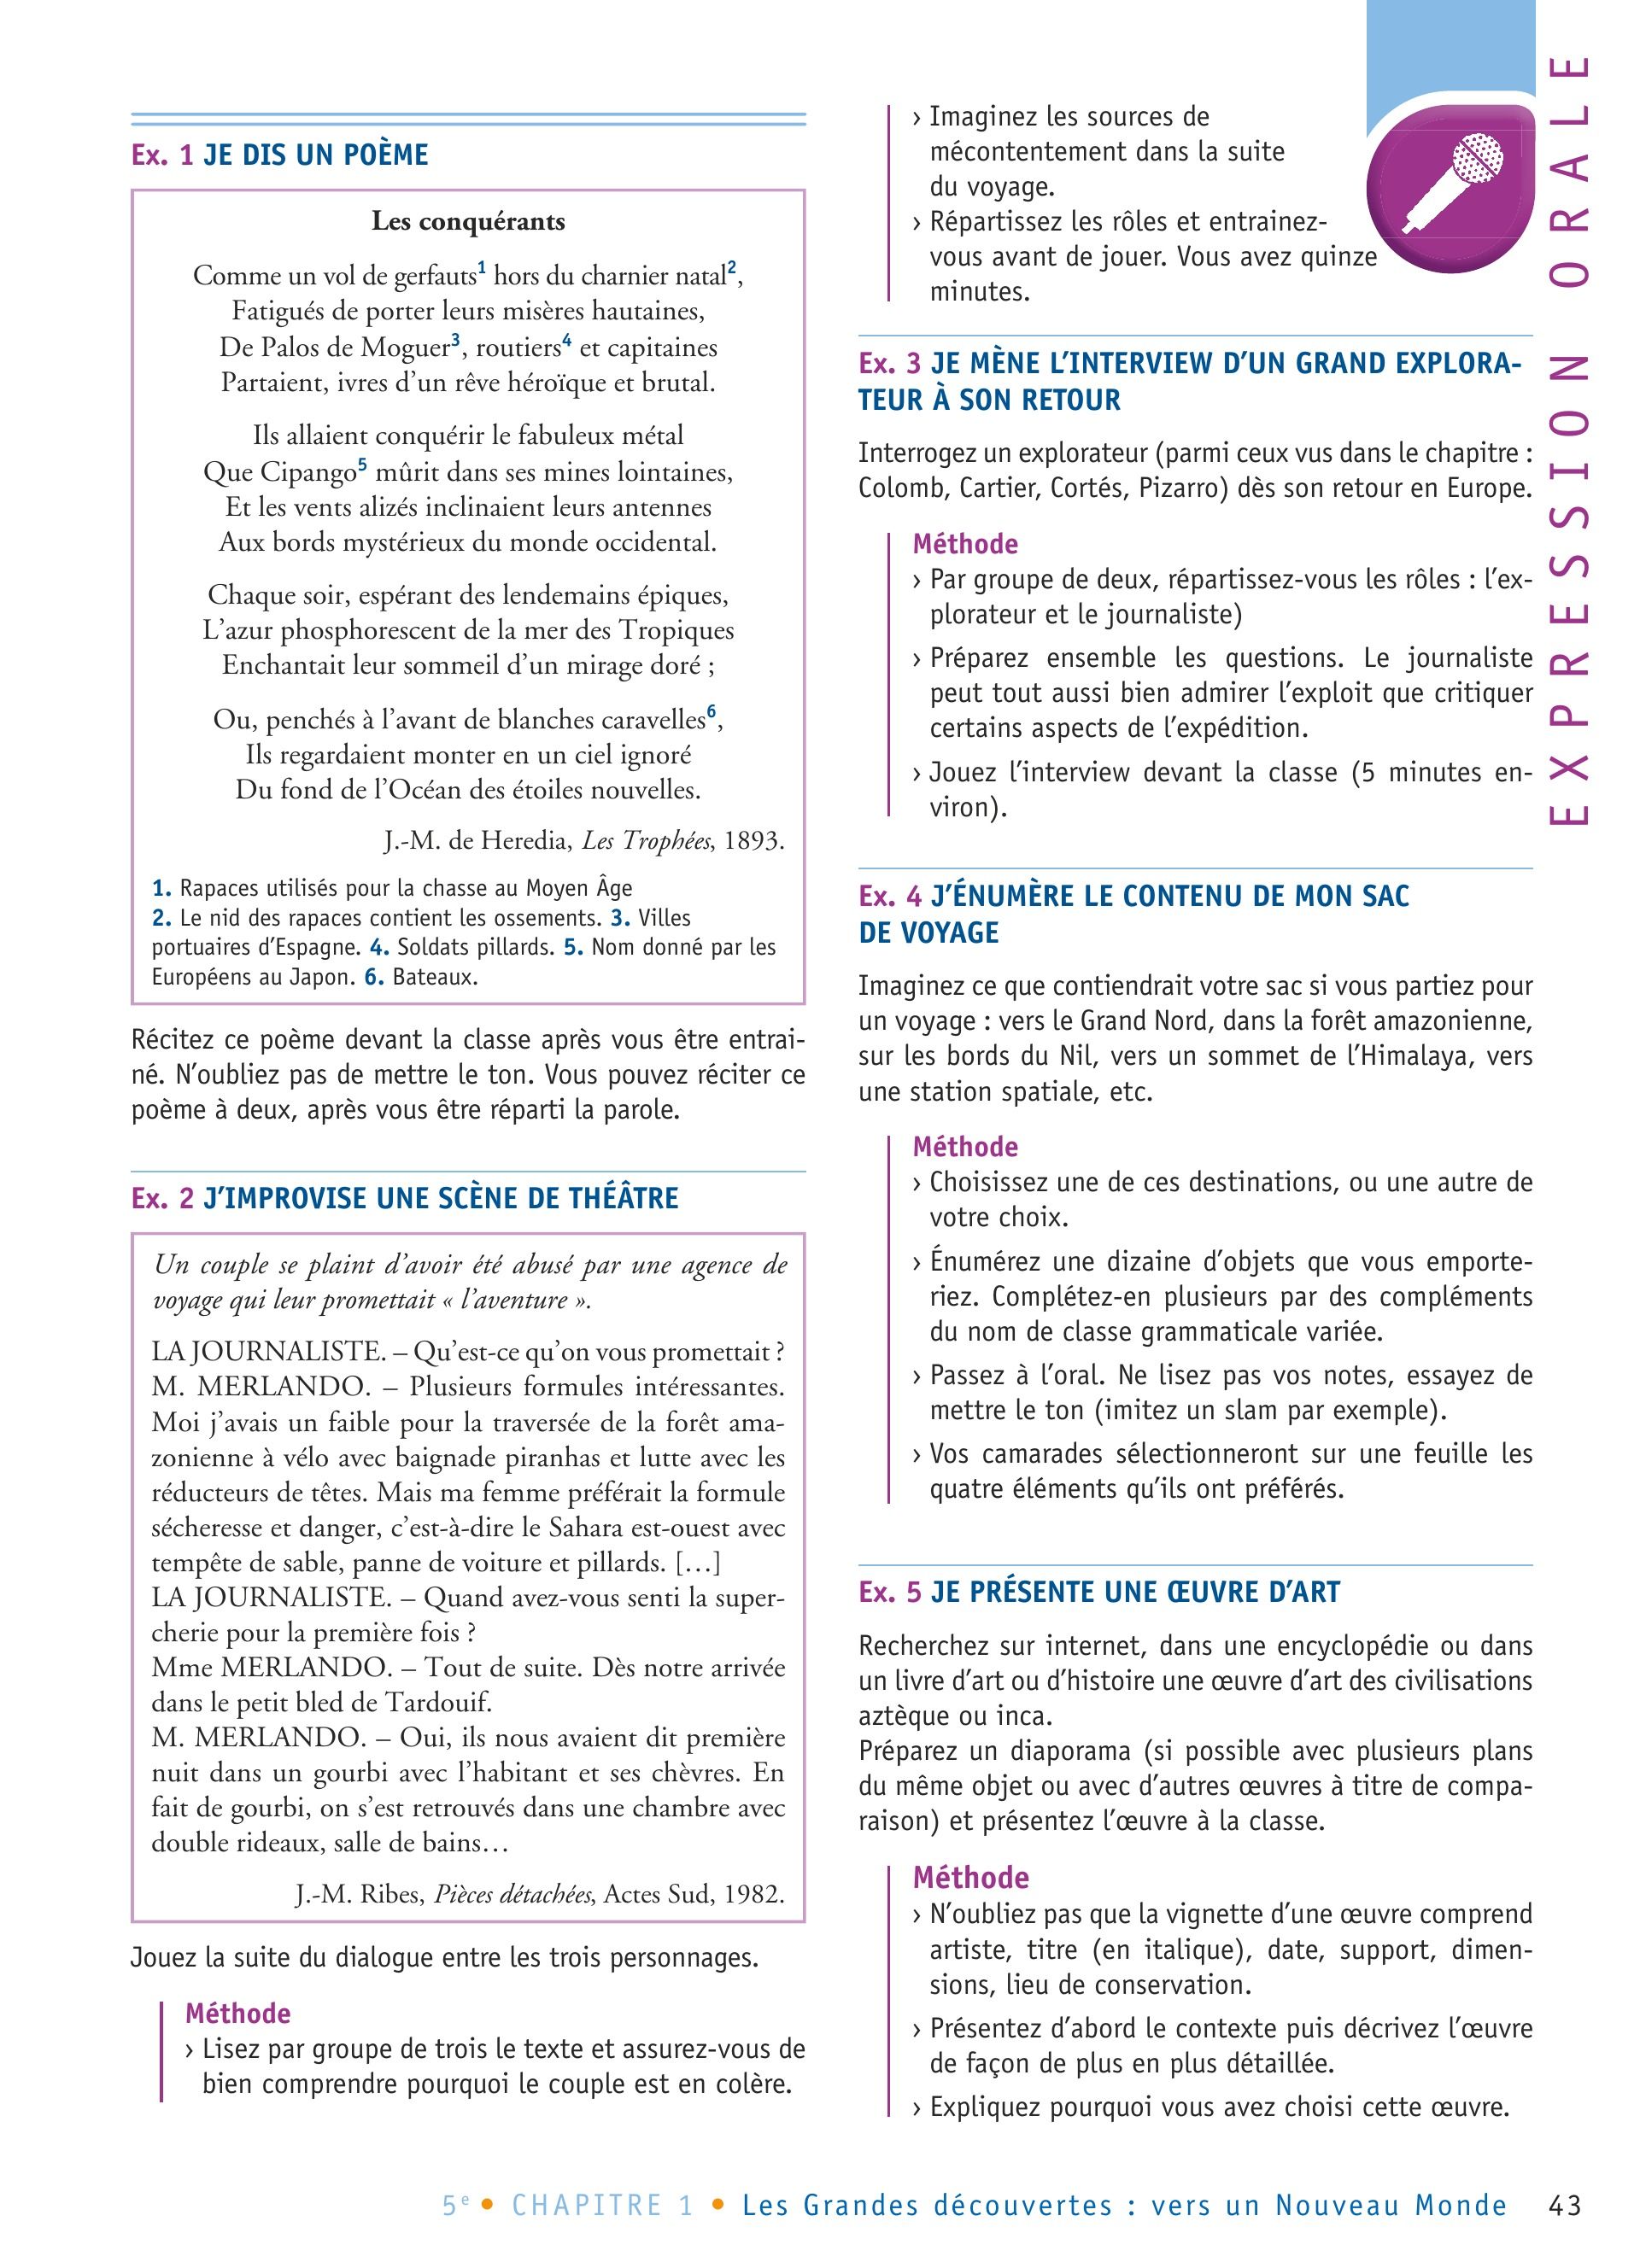 Ex. 1 JE DIS UN POÈME
Les conquérants
Comme un vol de gerfauts1 hors du charnier natal2,
Fatigués de porter leurs misères hautaines,
De Palos de Moguer3, routiers4 et capitaines
Partaient, ivres d’un rêve héroïque et brutal.
Ils allaient conquérir le fabuleux métal
Que Cipango5 mûrit dans ses mines lointaines,
Et les vents alizés inclinaient leurs antennes
Aux bords mystérieux du monde occidental.
Chaque soir, espérant des lendemains épiques,
L’azur phosphorescent de la mer des Tropiques
Enchantait leur sommeil d’un mirage doré ;
Ou, penchés à l’avant de blanches caravelles6,
Ils regardaient monter en un ciel ignoré
Du fond de l’Océan des étoiles nouvelles.
J.-M. de Heredia, Les Trophées, 1893.
1. Rapaces utilisés pour la chasse au Moyen Âge
2. Le nid des rapaces contient les ossements. 3. Villes
portuaires d’Espagne. 4. Soldats pillards. 5. Nom donné par les
Européens au Japon. 6. Bateaux.
Récitez ce poème devant la classe après vous être entrai-
né. N’oubliez pas de mettre le ton. Vous pouvez réciter ce
poème à deux, après vous être réparti la parole.
Ex. 2 J’IMPROVISE UNE SCÈNE DE THÉÂTRE
Un couple se plaint d’avoir été abusé par une agence de
voyage qui leur promettait « l’aventure ».
LA JOURNALISTE. – Qu’est-ce qu’on vous promettait ?
M. MERLANDO. – Plusieurs formules intéressantes.
Moi j’avais un faible pour la traversée de la forêt ama-
zonienne à vélo avec baignade piranhas et lutte avec les
réducteurs de têtes. Mais ma femme préférait la formule
sécheresse et danger, c’est-à-dire le Sahara est-ouest avec
tempête de sable, panne de voiture et pillards. […]
LA JOURNALISTE. – Quand avez-vous senti la super-
cherie pour la première fois ?
Mme MERLANDO. – Tout de suite. Dès notre arrivée
dans le petit bled de Tardouif.
M. MERLANDO. – Oui, ils nous avaient dit première
nuit dans un gourbi avec l’habitant et ses chèvres. En
fait de gourbi, on s’est retrouvés dans une chambre avec
double rideaux, salle de bains…
J.-M. Ribes, Pièces détachées, Actes Sud, 1982.
Jouez la suite du dialogue entre les trois personnages.
Méthode
› Lisez par groupe de trois le texte et assurez-vous de
bien comprendre pourquoi le couple est en colère.
› Imaginez les sources de
mécontentement dans la suite
du voyage.
› Répartissez les rôles et entrainez-
vous avant de jouer. Vous avez quinze
minutes.
Ex. 3 JE MÈNE L’INTERVIEW D’UN GRAND EXPLORA-
TEUR À SON RETOUR
Interrogez un explorateur (parmi ceux vus dans le chapitre :
Colomb, Cartier, Cortés, Pizarro) dès son retour en Europe.
Méthode
› Par groupe de deux, répartissez-vous les rôles : l’ex-
plorateur et le journaliste)
› Préparez ensemble les questions. Le journaliste
peut tout aussi bien admirer l’exploit que critiquer
certains aspects de l’expédition.
› Jouez l’interview devant la classe (5 minutes en-
viron).
Ex. 4 J’ÉNUMÈRE LE CONTENU DE MON SAC
DE VOYAGE
Imaginez ce que contiendrait votre sac si vous partiez pour
un voyage : vers le Grand Nord, dans la forêt amazonienne,
sur les bords du Nil, vers un sommet de l’Himalaya, vers
une station spatiale, etc.
Méthode
› Choisissez une de ces destinations, ou une autre de
votre choix.
› Énumérez une dizaine d’objets que vous emporte-
riez. Complétez-en plusieurs par des compléments
du nom de classe grammaticale variée.
› Passez à l’oral. Ne lisez pas vos notes, essayez de
mettre le ton (imitez un slam par exemple).
› Vos camarades sélectionneront sur une feuille les
quatre éléments qu’ils ont préférés.
Ex. 5 JE PRÉSENTE UNE ŒUVRE D’ART
Recherchez sur internet, dans une encyclopédie ou dans
un livre d’art ou d’histoire une œuvre d’art des civilisations
aztèque ou inca.
Préparez un diaporama (si possible avec plusieurs plans
du même objet ou avec d’autres œuvres à titre de compa-
raison) et présentez l’œuvre à la classe.
Méthode
› N’oubliez pas que la vignette d’une œuvre comprend
artiste, titre (en italique), date, support, dimen-
sions, lieu de conservation.
› Présentez d’abord le contexte puis décrivez l’œuvre
de façon de plus en plus détaillée.
› Expliquez pourquoi vous avez choisi cette œuvre.
EXPRESSION ORALE
5e • CHAPITRE 1 • Les Grandes découvertes : vers un Nouveau Monde 43